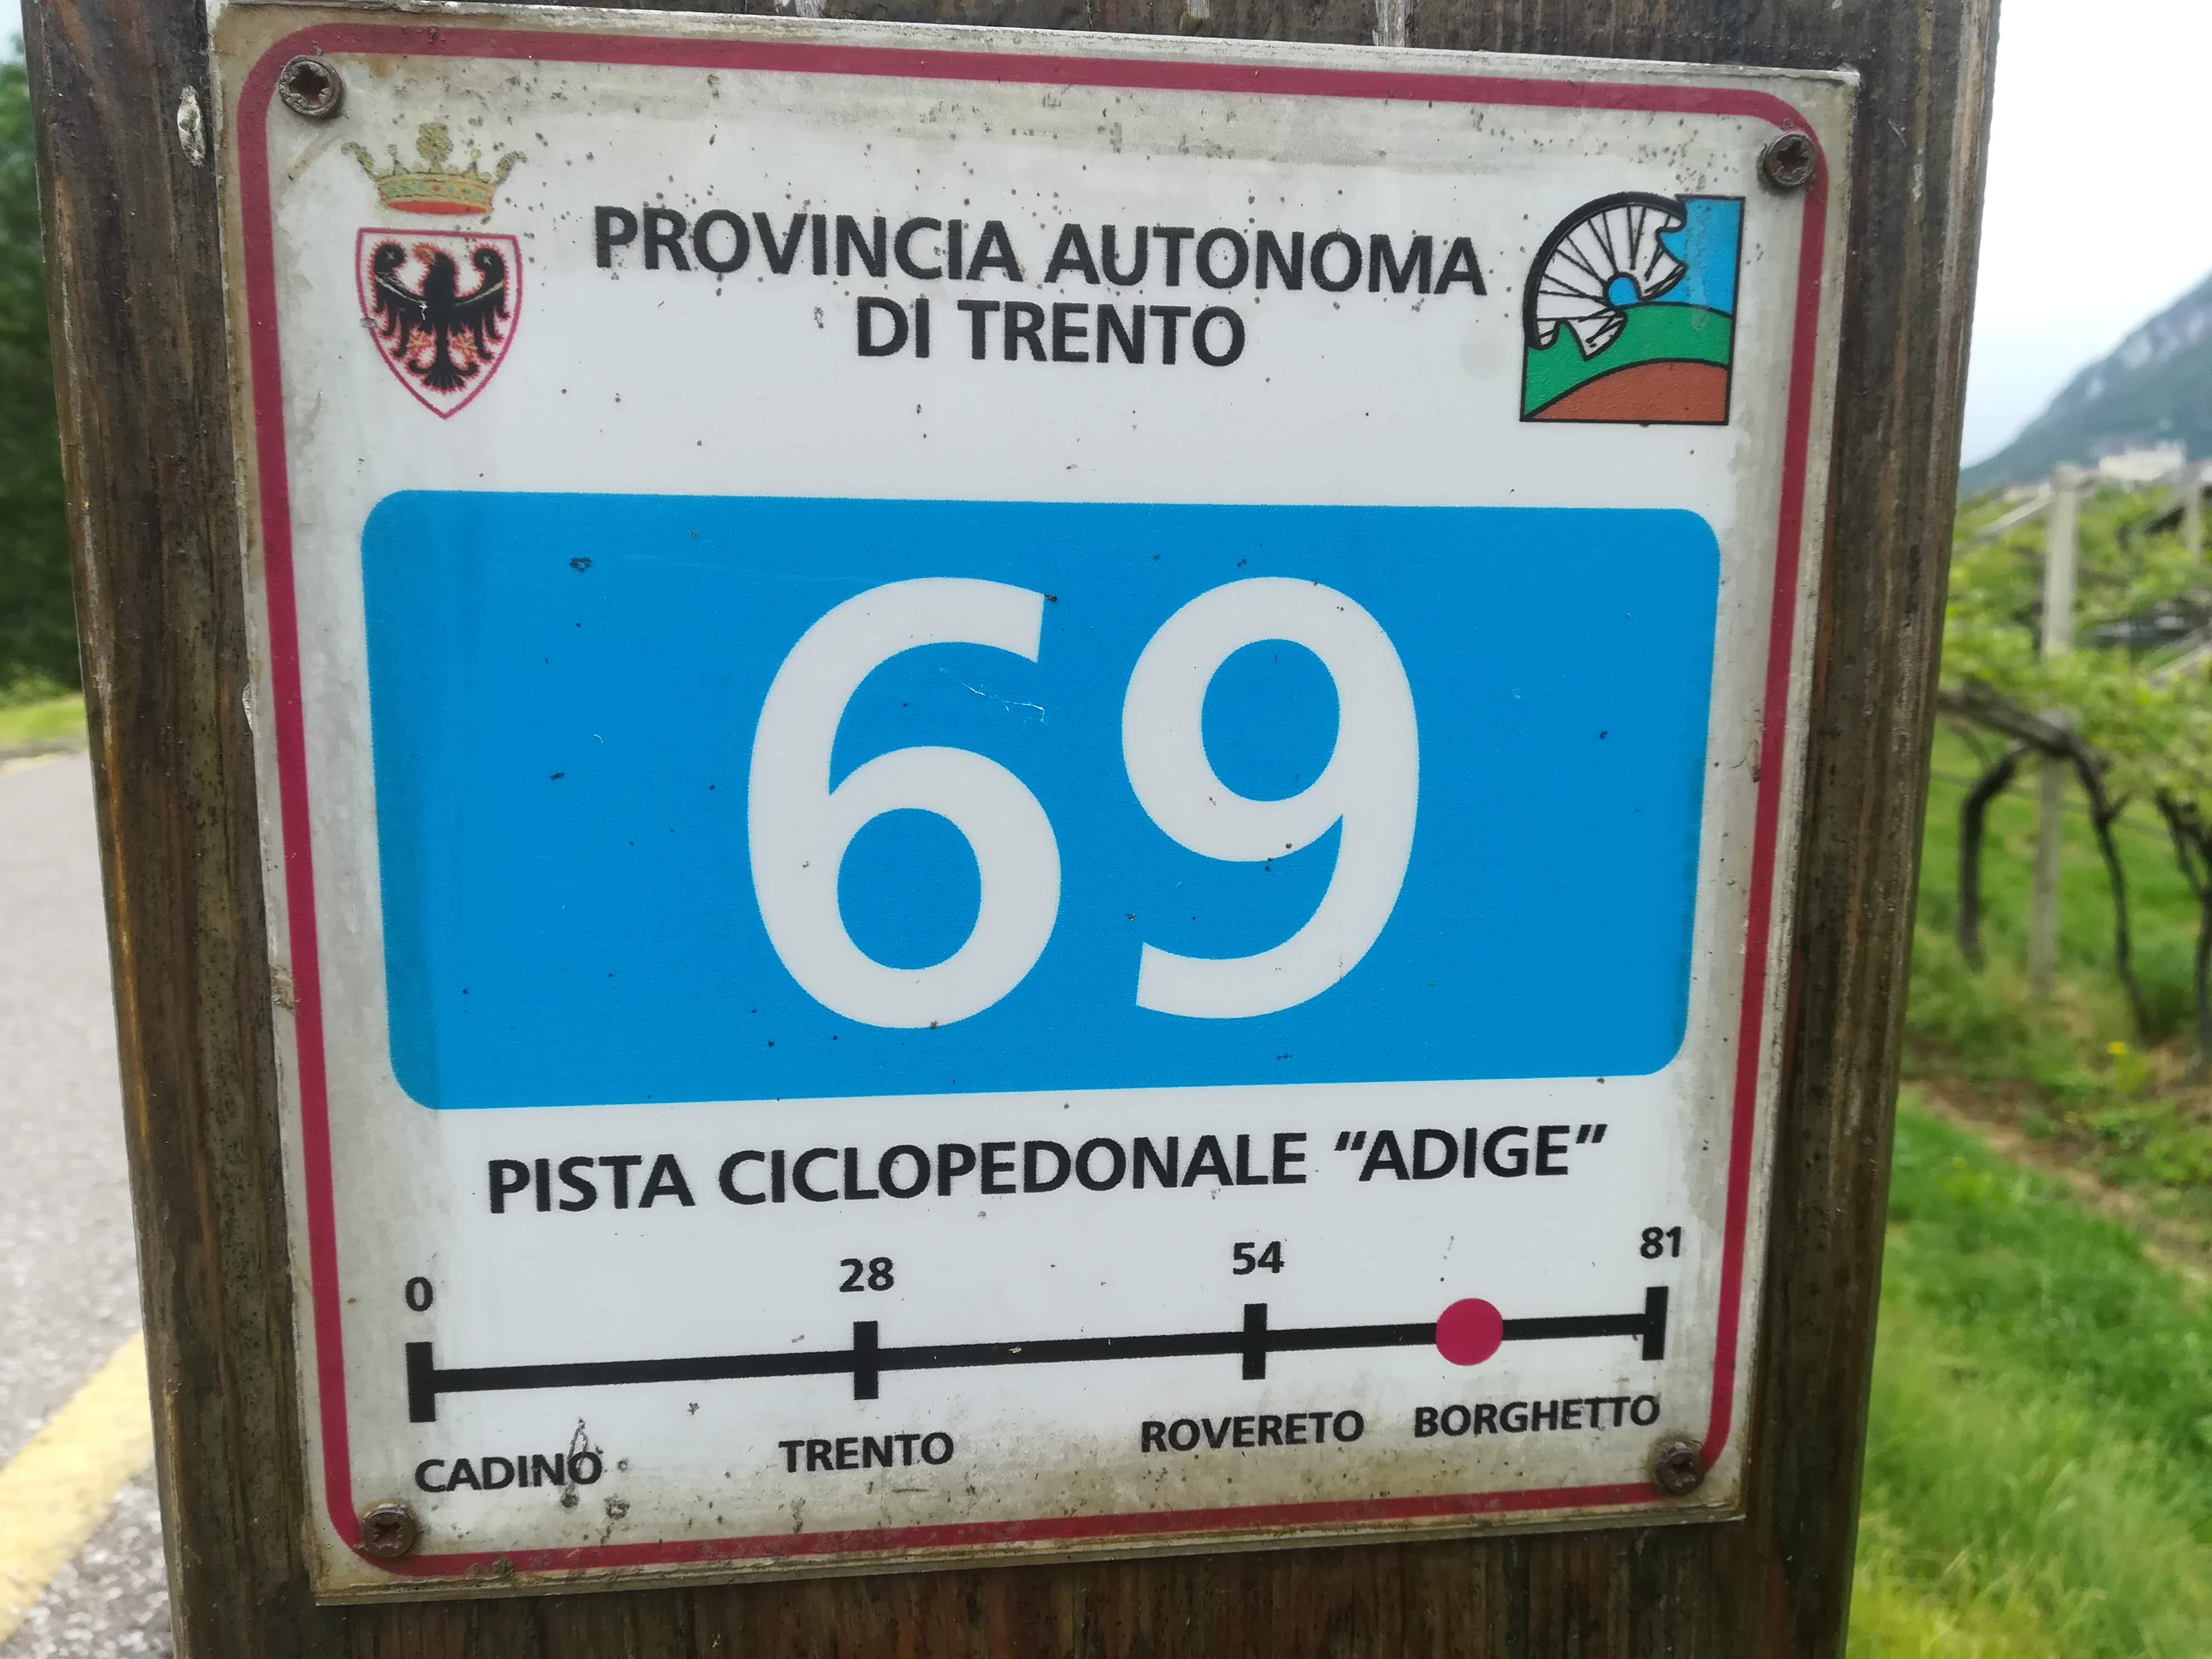 PROVINCIA AUTONOMA
DI TRENTO
69
PISTA CICLOPEDONALE “ADIGE”
0 28 54 81
CADINO TRENTO ROVERETO BORGHETTO